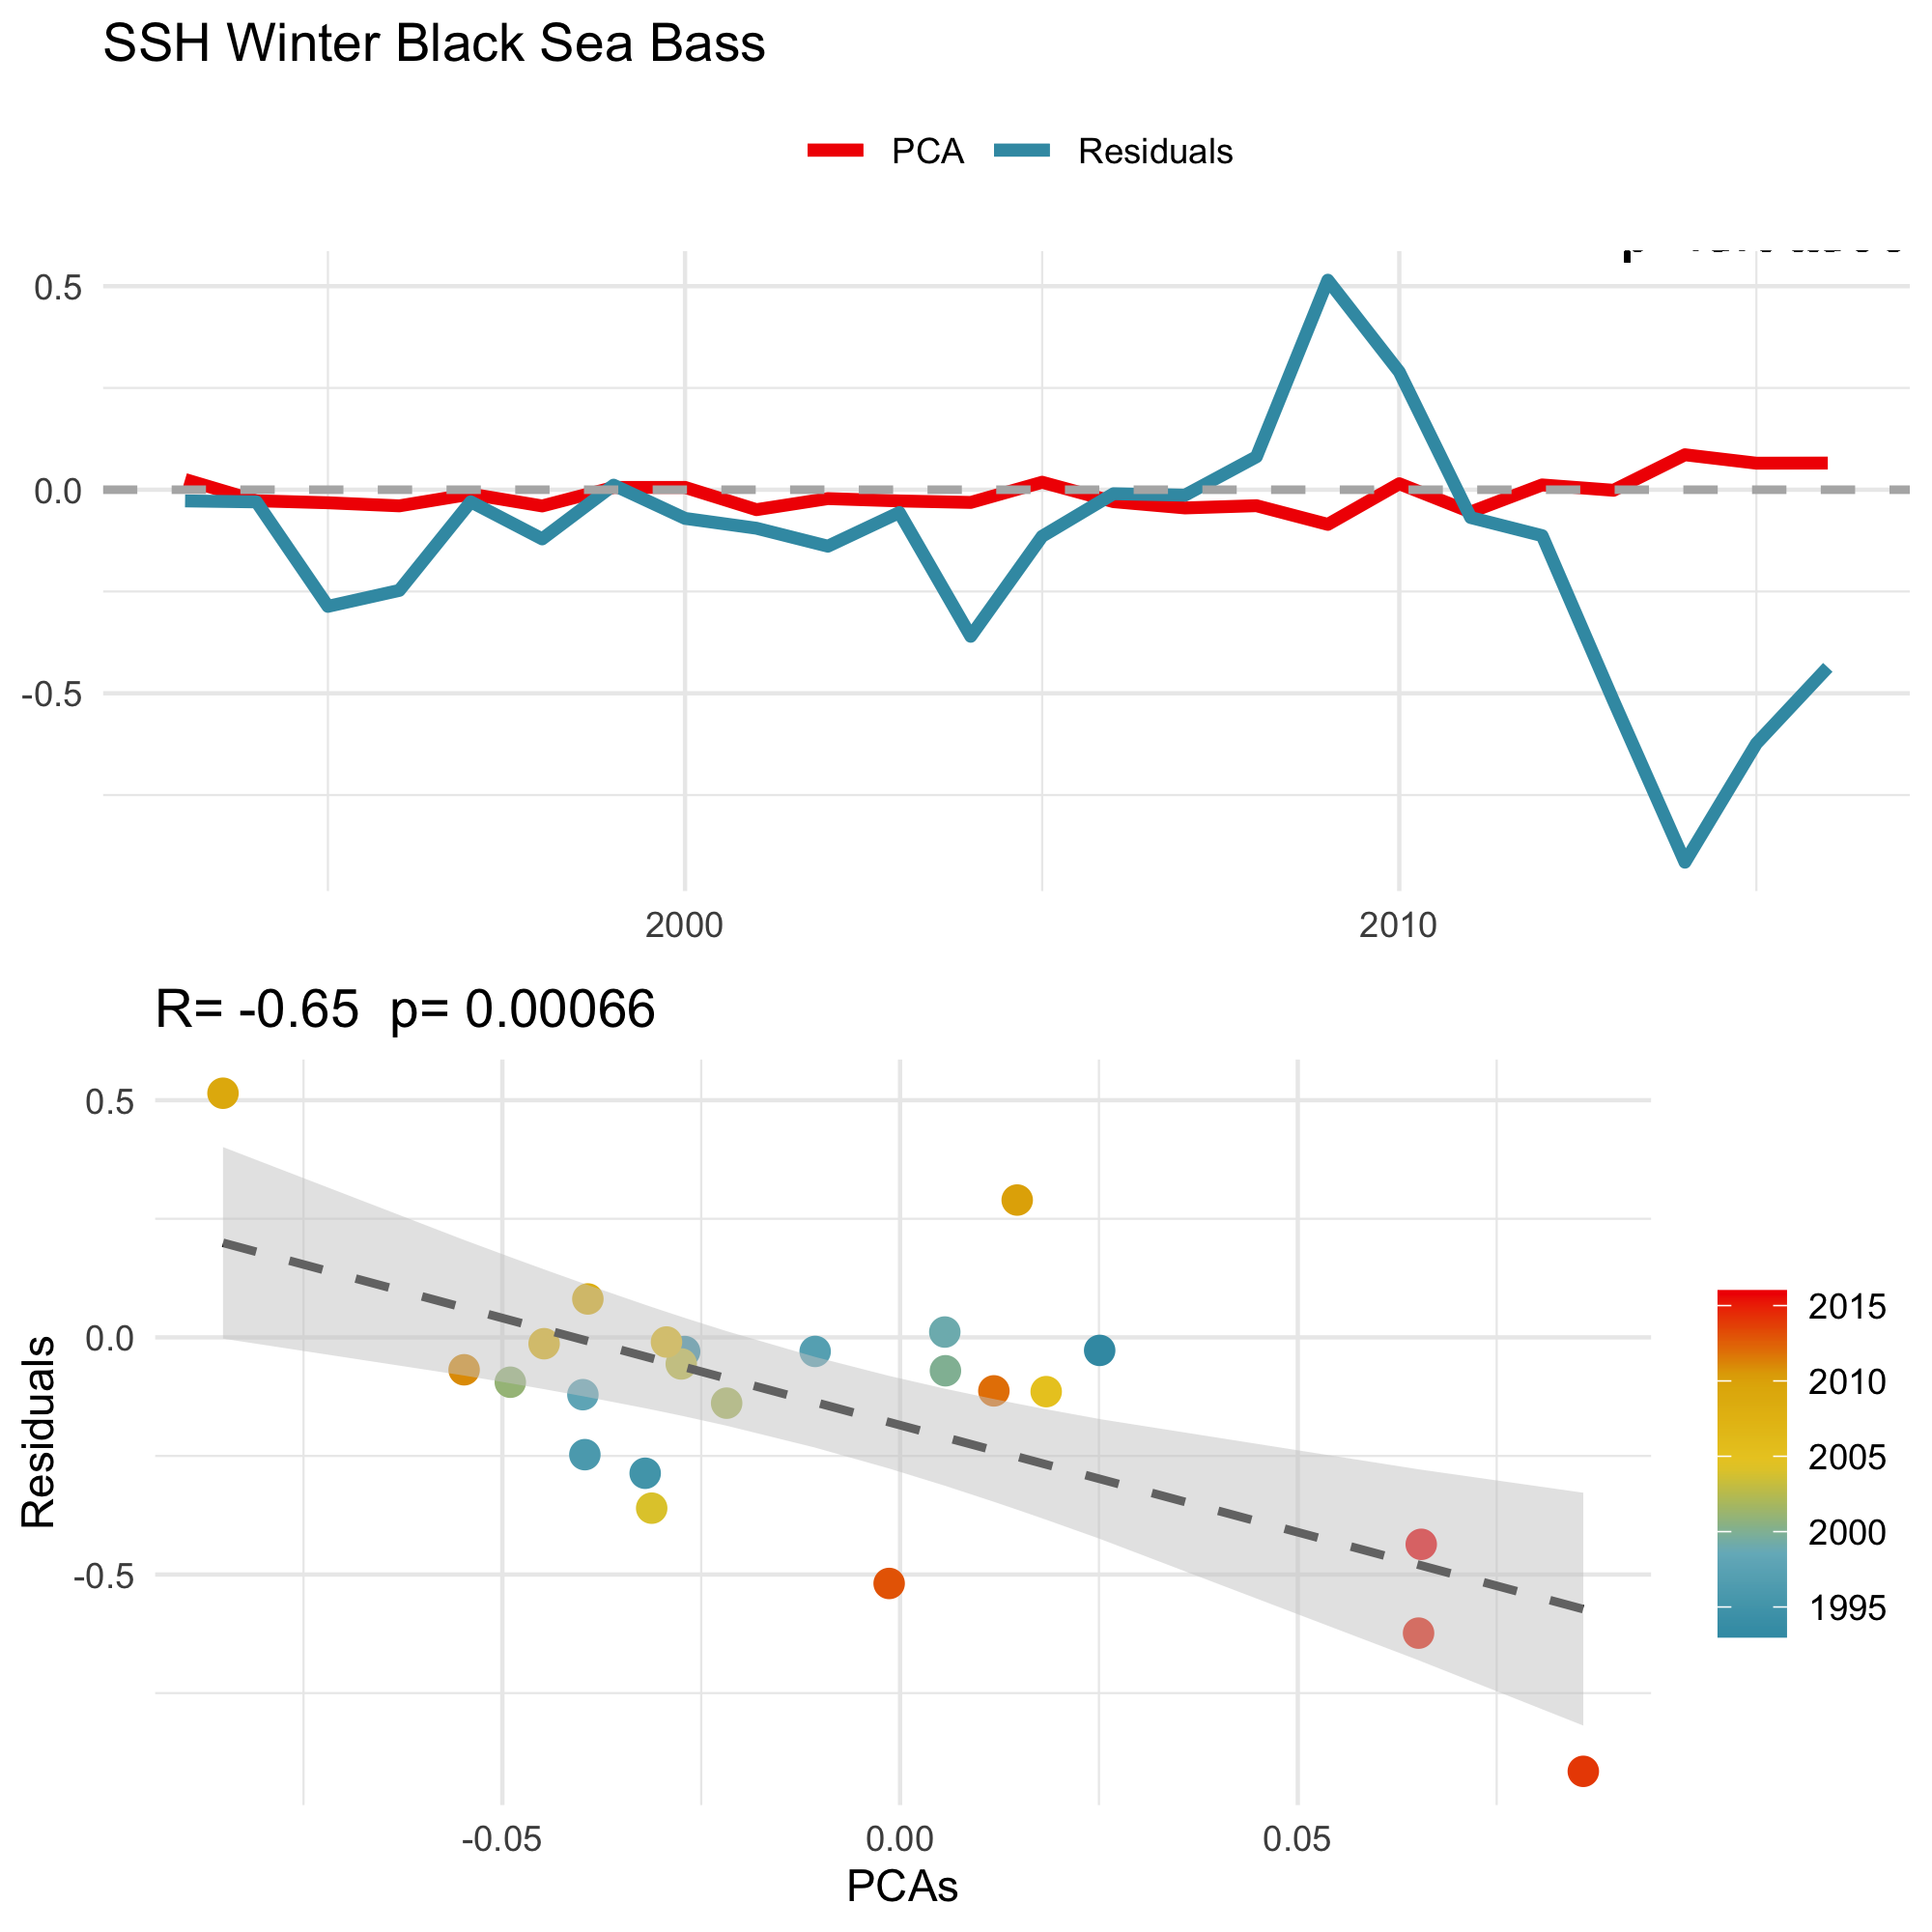 SSH Winter Black Sea Bass
PCA Residuals
0.5
0.0
-0.5
2000 2010
R= -0.65 p= 0.00066
Residuals
0.5
0.0
-0.5
-0.05 0.00 0.05
PCAs
2015
2010
2005
2000
1995